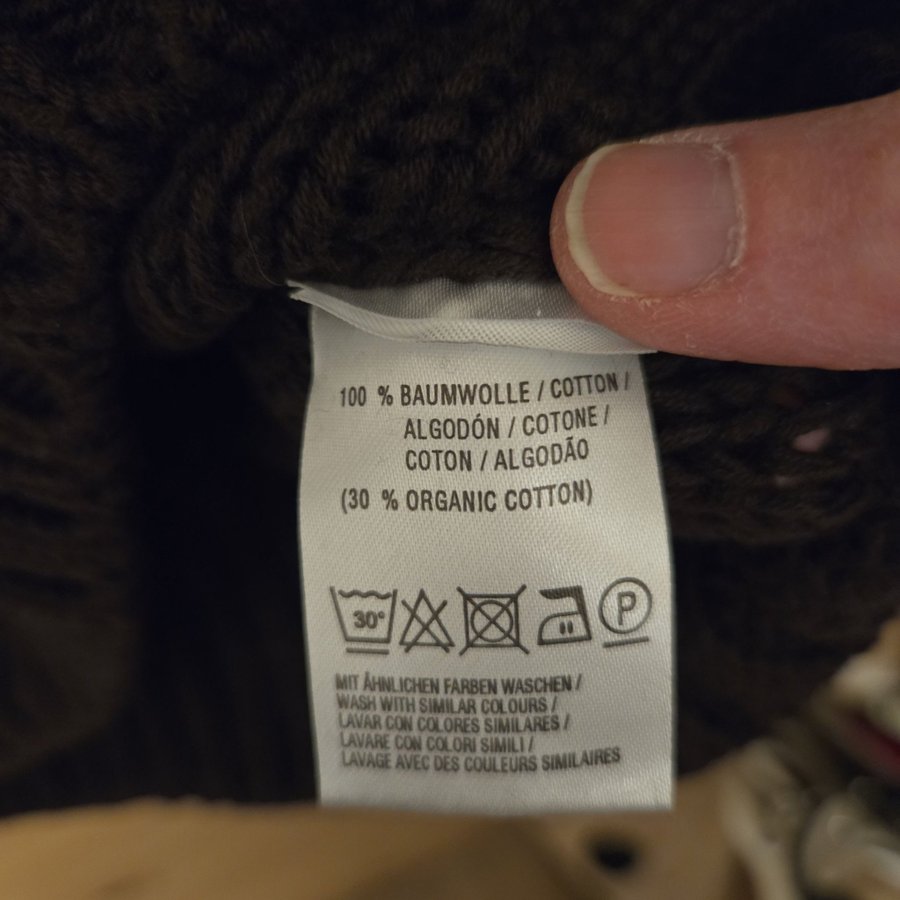 100 % BAUMWOLLE / COTTON /
ALGODÓN / COTONE /
COTON / ALGODÃO
(30 % ORGANIC COTTON)
30° P
MIT ÄHNLICHEN FARBEN WASCHEN /
WASH WITH SIMILAR COLOURS /
LAVAR CON COLORES SIMILARES /
LAVARE CON COLORI SIMILI /
LAVAGE AVEC DES COULEURS SIMILAIRES